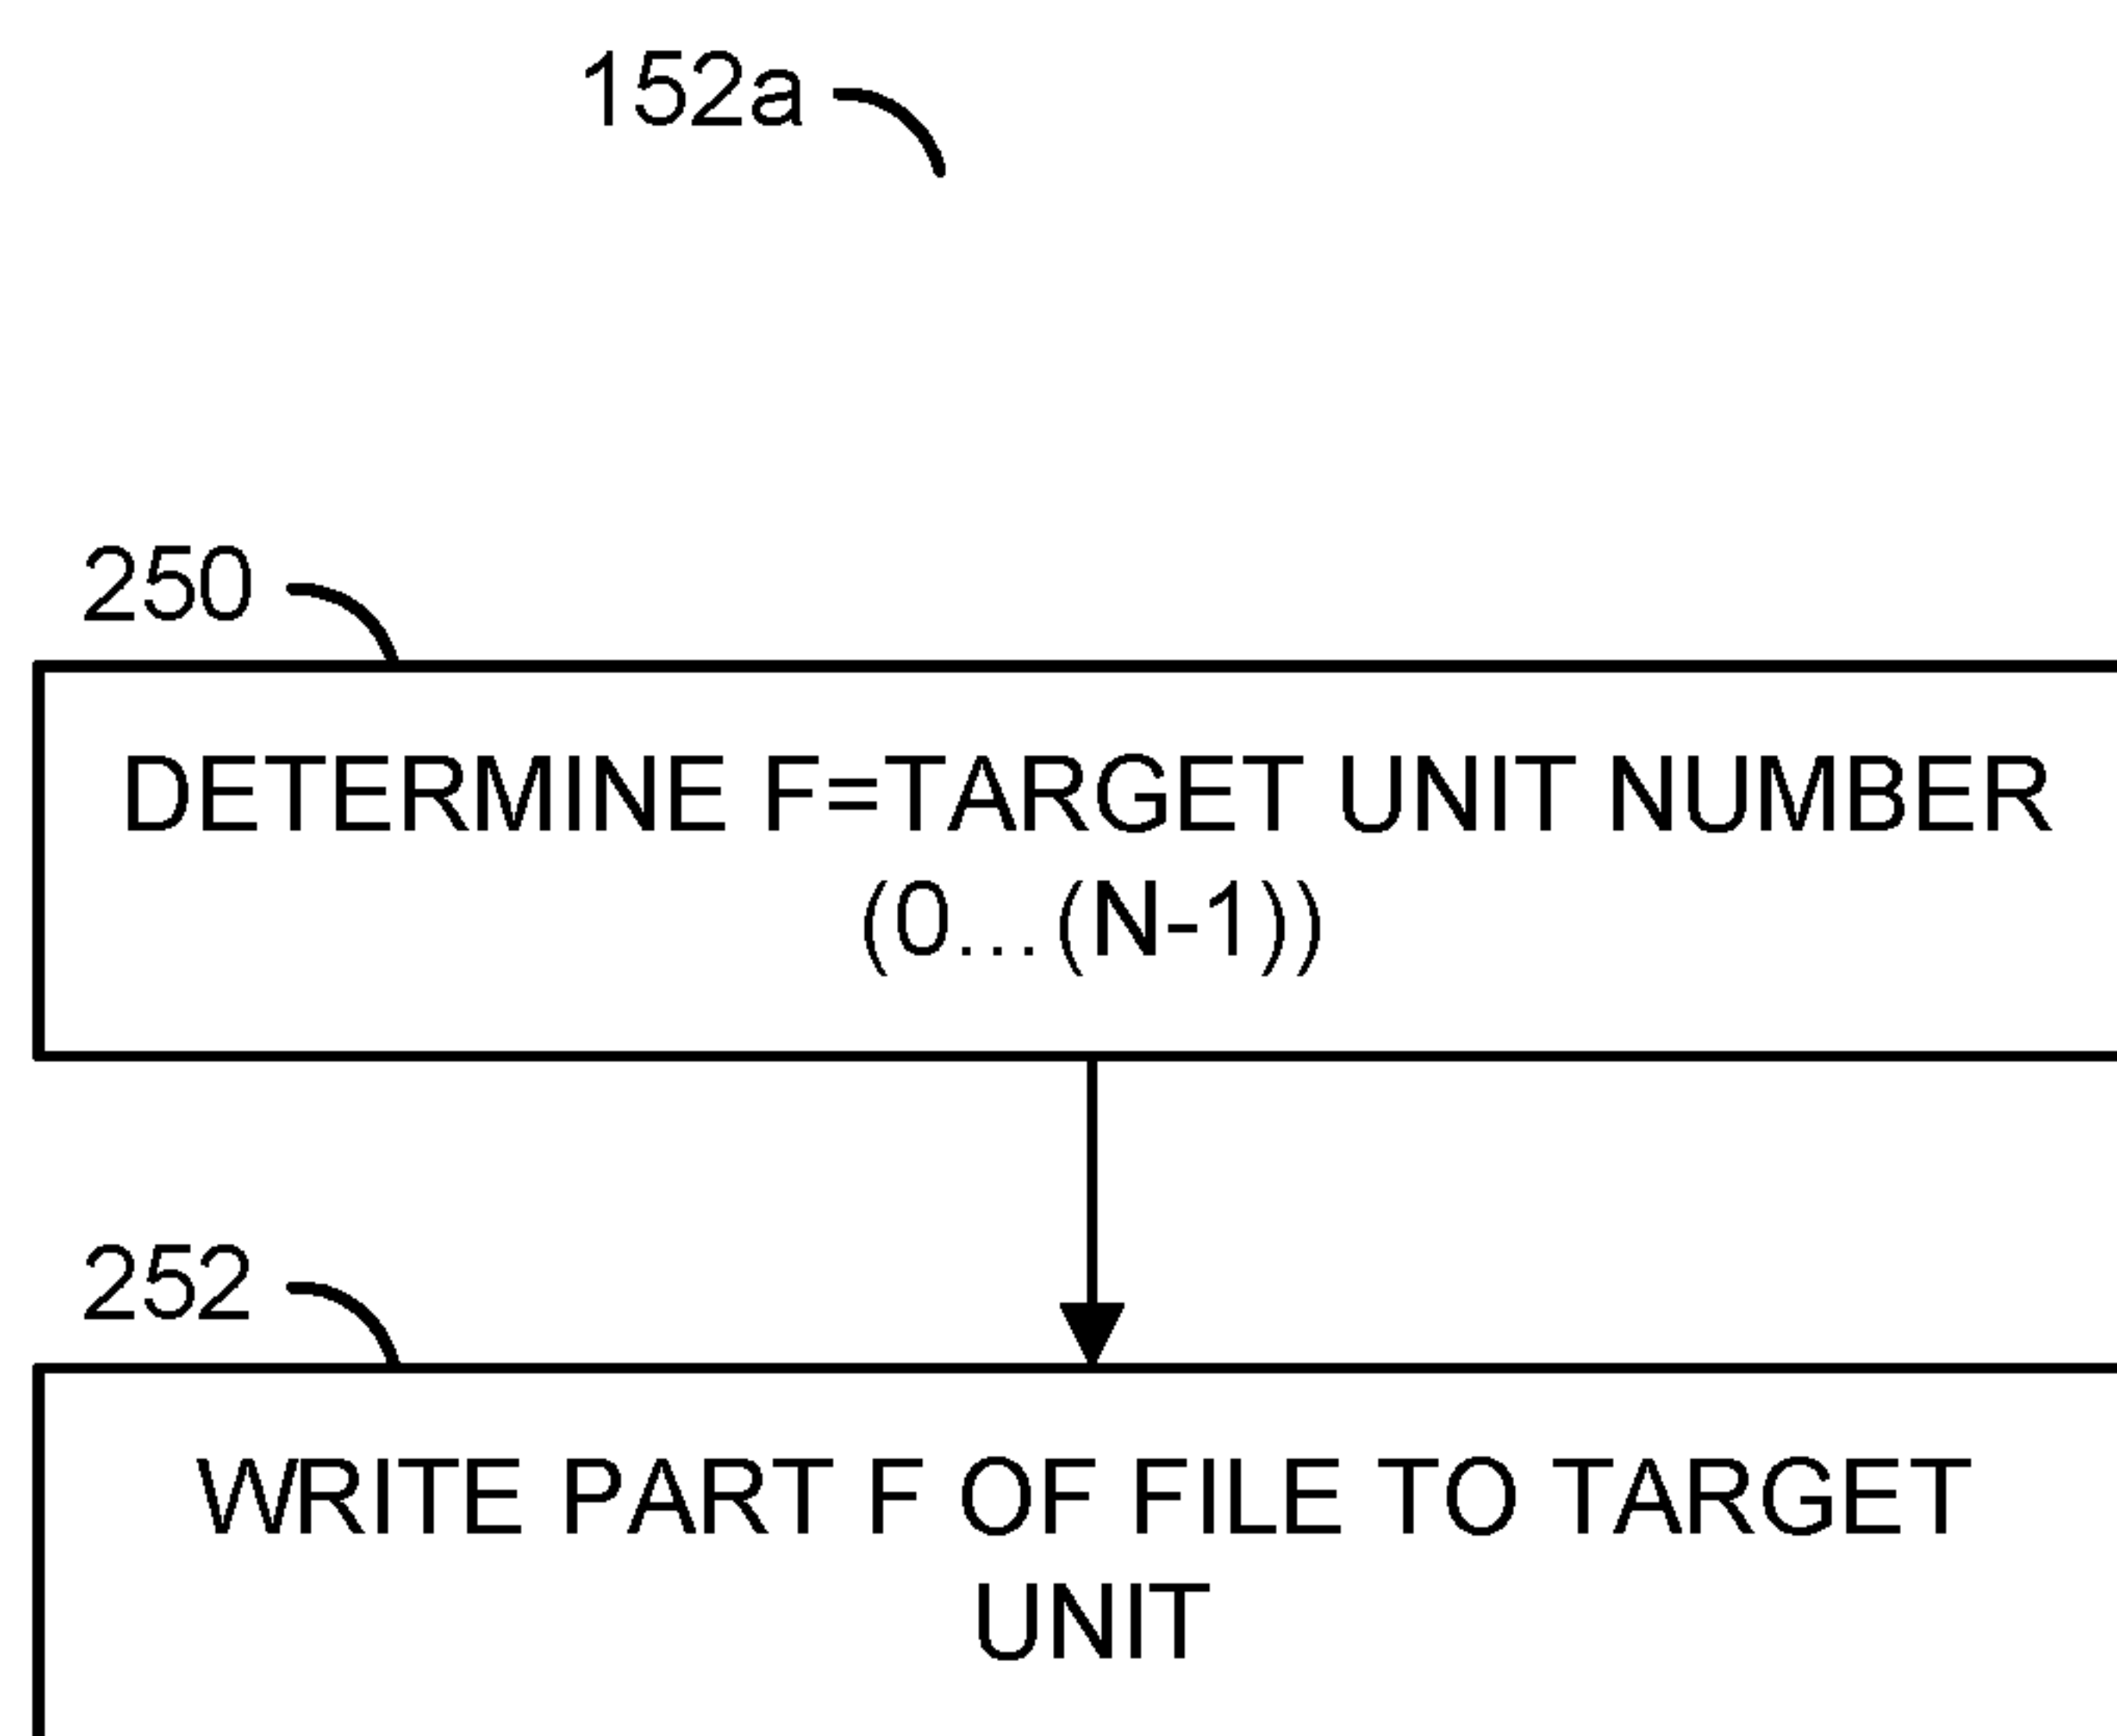 152a
250
DETERMINE F=TARGET UNIT NUMBER
(0...(N-1))
252
WRITE PART F OF FILE TO TARGET
UNIT